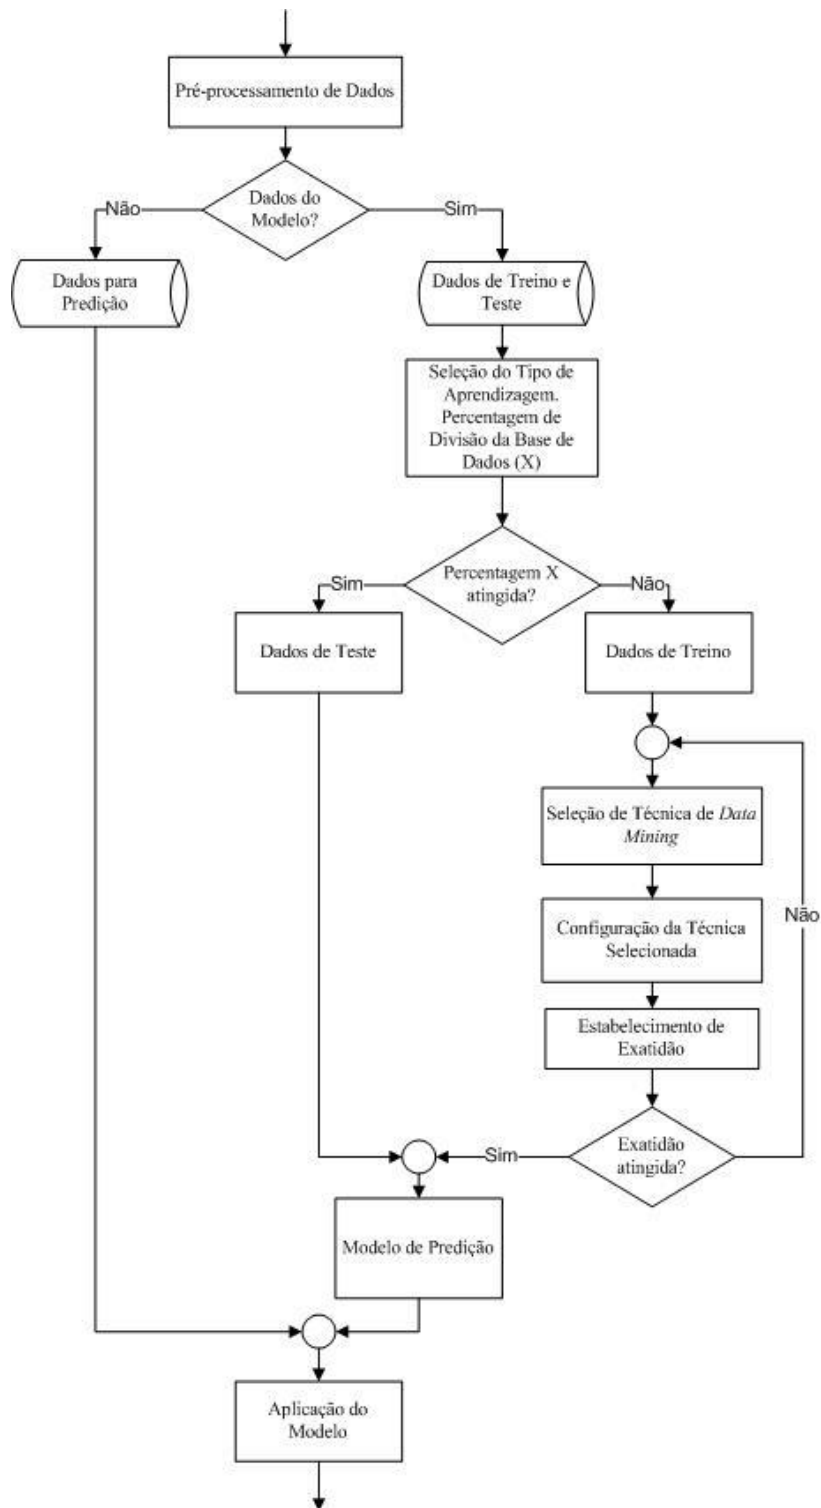 Pré-processamento de Dados
Dados do
Modelo?
Não
Sim
Dados para
Predição
Dados de Treino e
Teste
Seleção do Tipo de
Aprendizagem.
Percentagem de
Divisão da Base de
Dados (X)
Percentagem X
atingida?
Sim
Não
Dados de Teste
Dados de Treino
Seleção de Técnica de Data
Mining
Configuração da Técnica
Selecionada
Não
Estabelecimento de
Exatidão
Exatidão
atingida?
Sim
Modelo de Predição
Aplicação do
Modelo